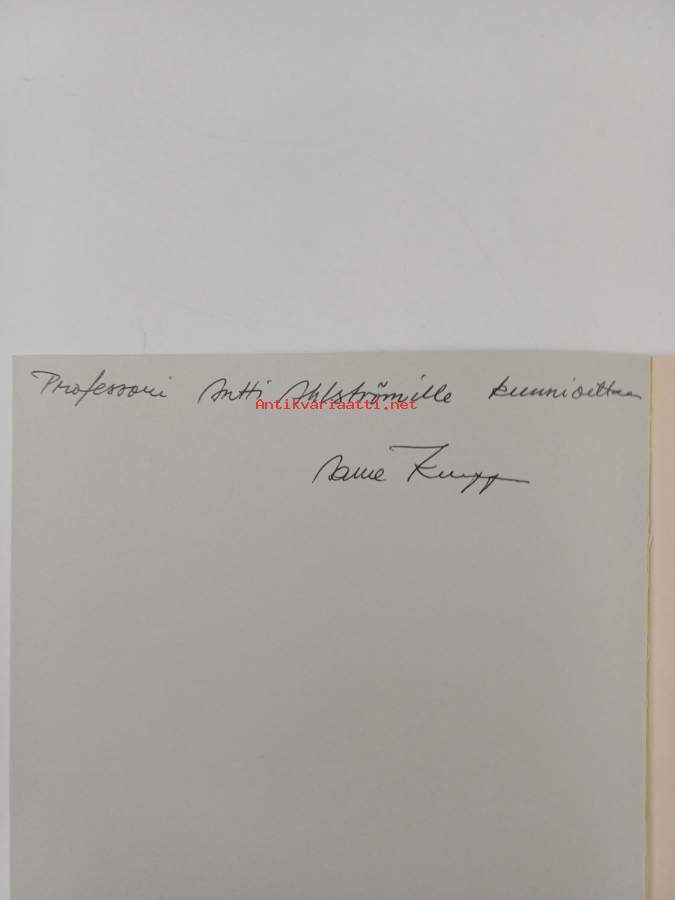 Professori Antti Ahlströmille kunnioittaen
Antikvariaatti.net